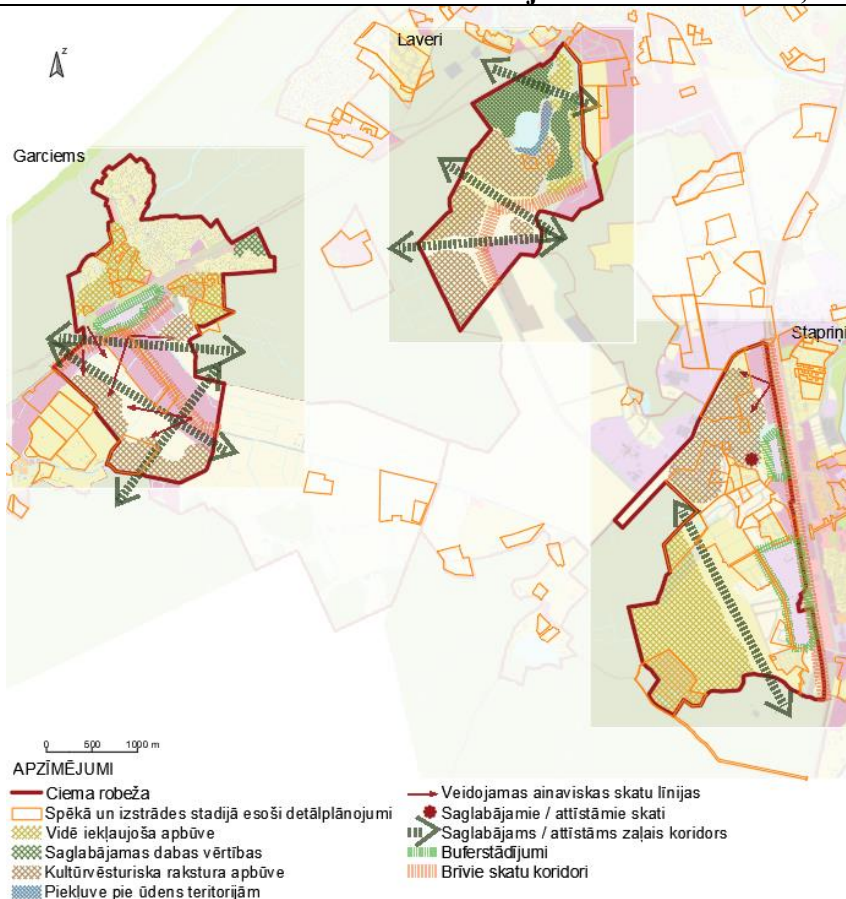 Laveri
z
Garciems
Stapriņi
0 500 1000 m
APZĪMĒJUMI
Ciema robeža
Spēkā un izstrādes stadijā esoši detālplānojumi
Vidē iekļaujoša apbūve
Saglabājamas dabas vērtības
Kultūrvēsturiska rakstura apbūve
Piekļuve pie ūdens teritorijām
Veidojamas ainaviskas skatu līnijas
Saglabājamie / attīstāmie skati
Saglabājams / attīstāms zaļais koridors
Buferstādījumi
Brīvie skatu koridori